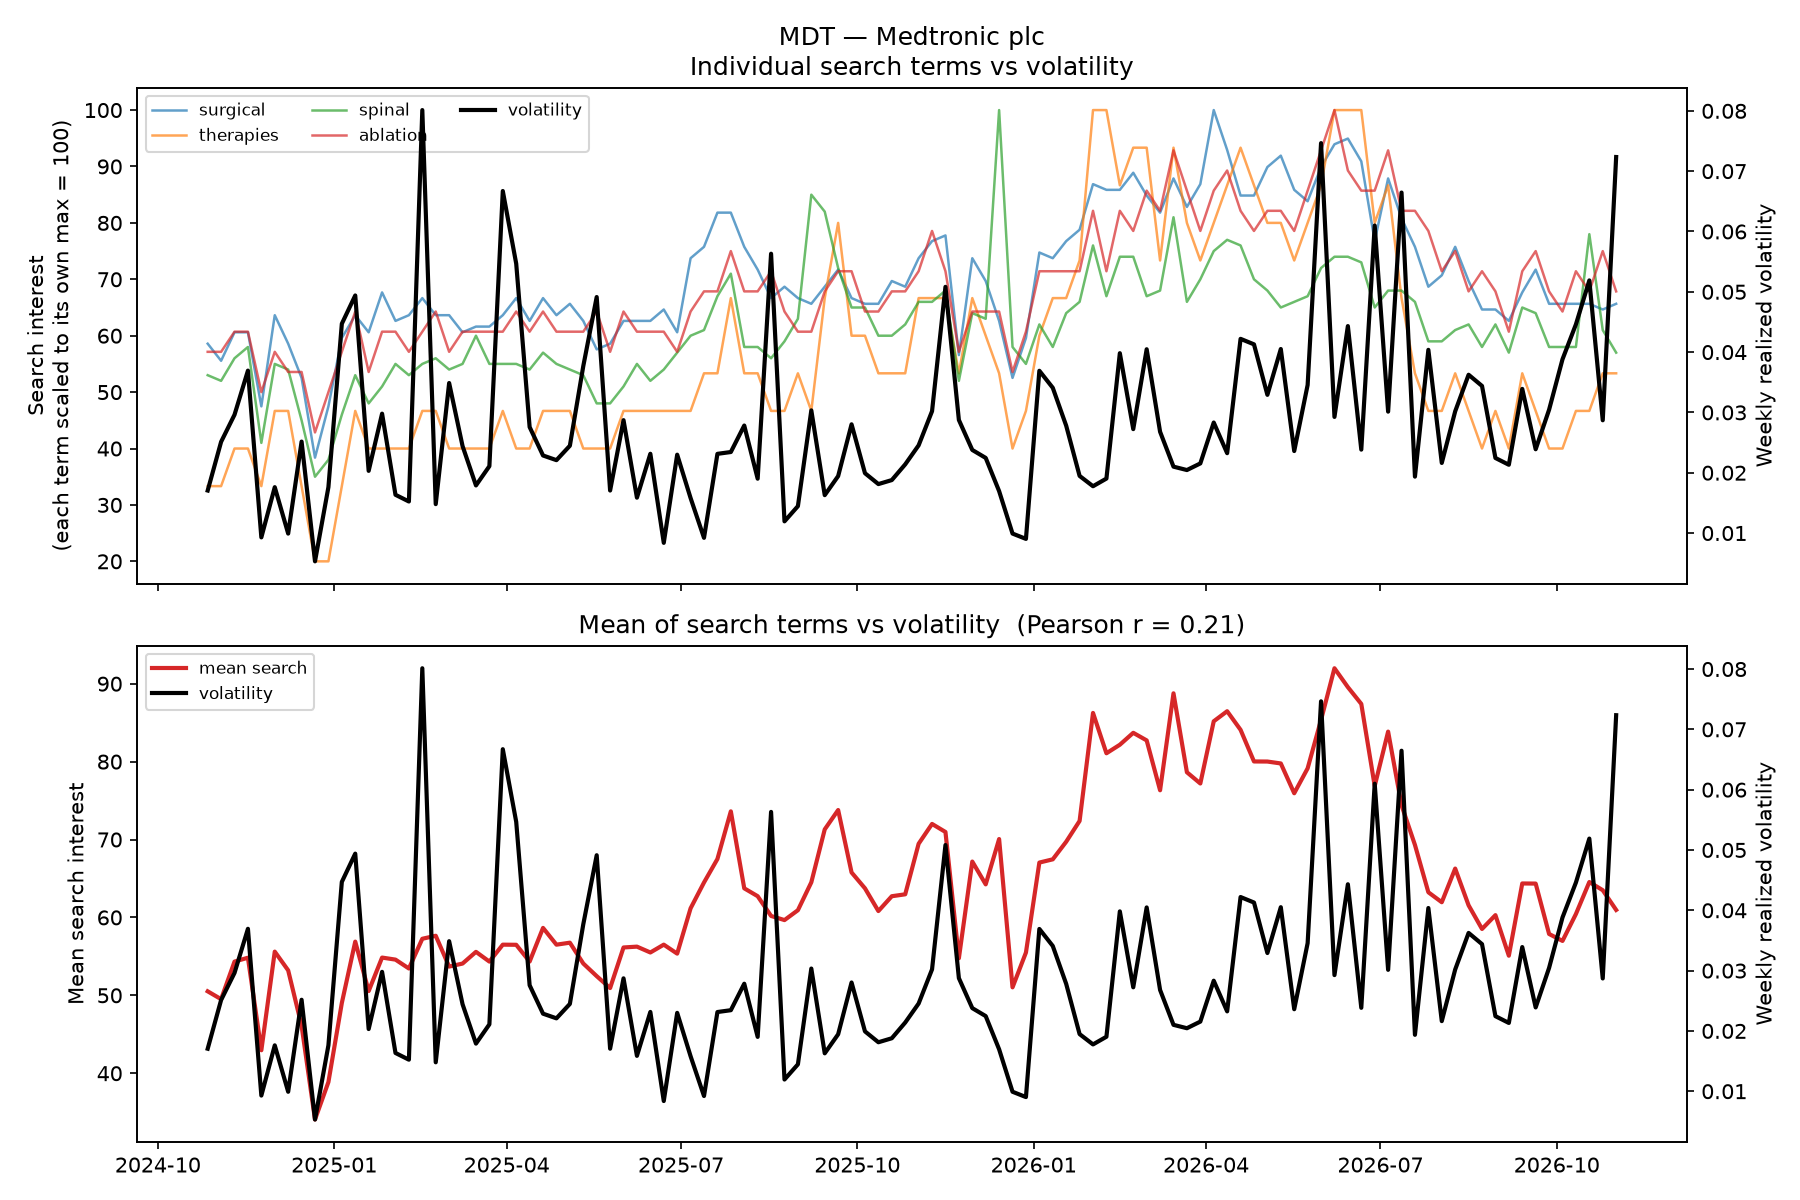 MDT — Medtronic plc
Individual search terms vs volatility
surgical
therapies
spinal
ablation
volatility
Search interest
(each term scaled to its own max = 100)
100
90
80
70
60
50
40
30
20
0.08
0.07
0.06
0.05
0.04
0.03
0.02
0.01
Weekly realized volatility
Mean of search terms vs volatility (Pearson r = 0.21)
mean search
volatility
Mean search interest
90
80
70
60
50
40
0.08
0.07
0.06
0.05
0.04
0.03
0.02
0.01
Weekly realized volatility
2024-10
2025-01
2025-04
2025-07
2025-10
2026-01
2026-04
2026-07
2026-10